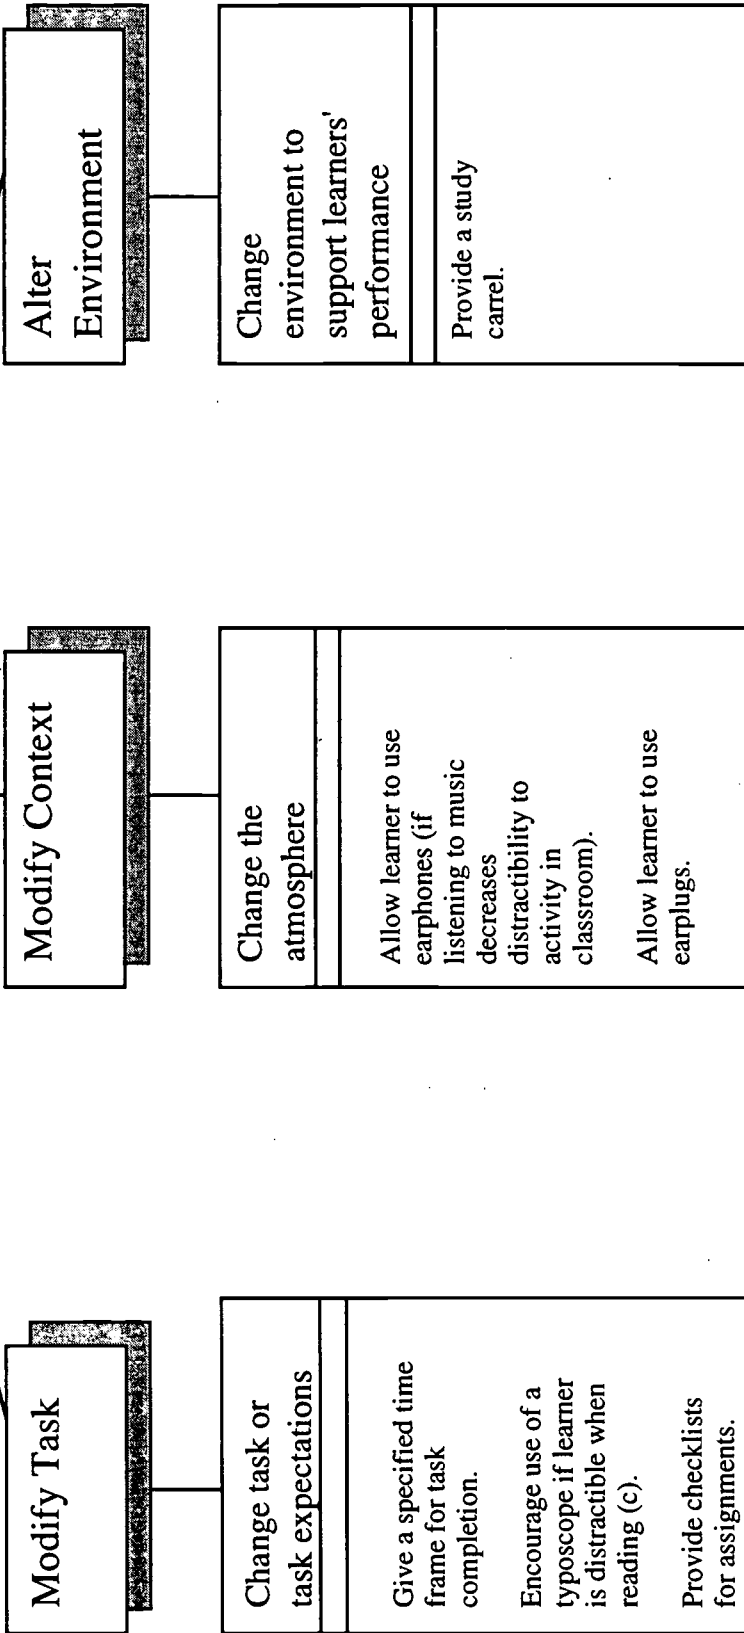 Modify Task
Change task or
task expectations
Give a specified time
frame for task
completion.
Encourage use of a
typoscope if learner
is distractible when
reading (c).
Provide checklists
for assignments.
Modify Context
Change the
atmosphere
Allow learner to use
earphones (if
listening to music
decreases
distractibility to
activity in
classroom).
Allow learner to use
earplugs.
Alter
Environment
Change
environment to
support learners'
performance
Provide a study
carrel.